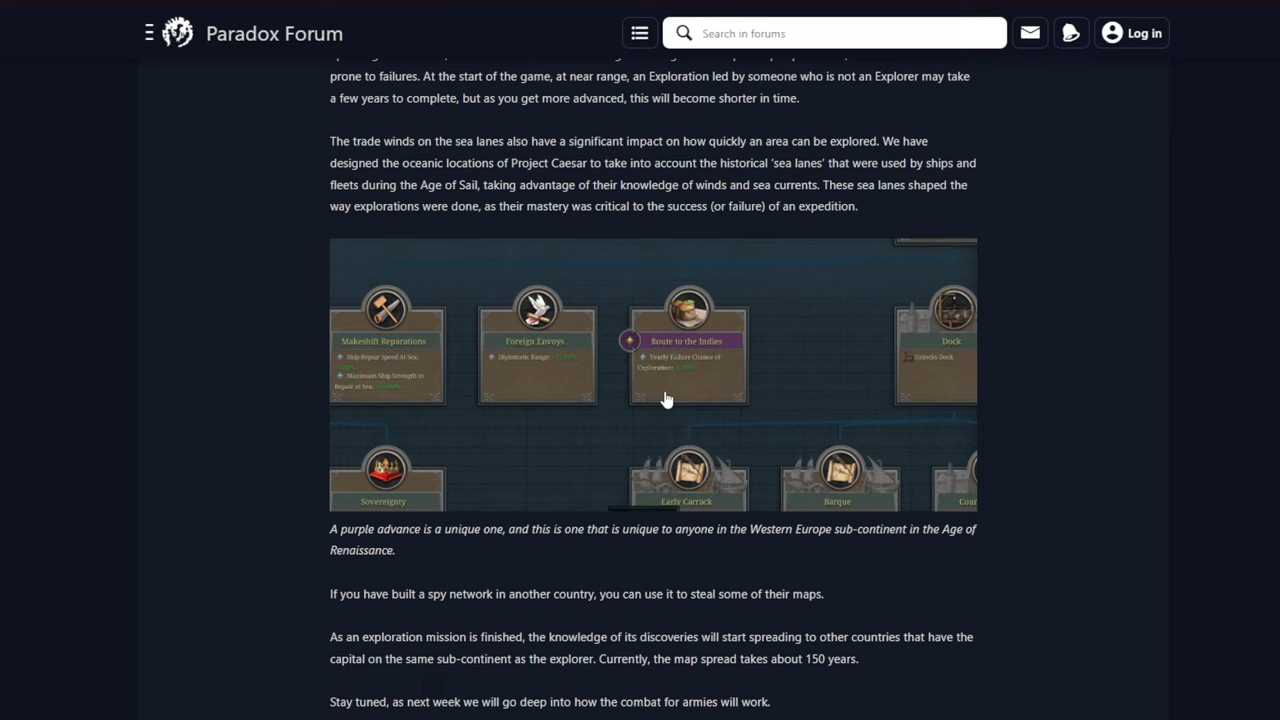 Paradox Forum
Search in forums
Log in
prone to failures. At the start of the game, at near range, an Exploration led by someone who is not an Explorer may take
a few years to complete, but as you get more advanced, this will become shorter in time.
The trade winds on the sea lanes also have a significant impact on how quickly an area can be explored. We have
designed the oceanic locations of Project Caesar to take into account the historical ‘sea lanes’ that were used by ships and
fleets during the Age of Sail, taking advantage of their knowledge of winds and sea currents. These sea lanes shaped the
way explorations were done, as their mastery was critical to the success (or failure) of an expedition.
Makeshift Reparations
Foreign Envoys
Route to the Indies
Dock
Ship Repair Speed At Sea:
Maximum Ship Strength to
Repair at Sea:
Diplomatic Range:
Yearly Failure Chance of
Exploration:
Unlocks Dock
Sovereignty
Early Carrack
Barque
A purple advance is a unique one, and this is one that is unique to anyone in the Western Europe sub-continent in the Age of
Renaissance.
If you have built a spy network in another country, you can use it to steal some of their maps.
As an exploration mission is finished, the knowledge of its discoveries will start spreading to other countries that have the
capital on the same sub-continent as the explorer. Currently, the map spread takes about 150 years.
Stay tuned, as next week we will go deep into how the combat for armies will work.